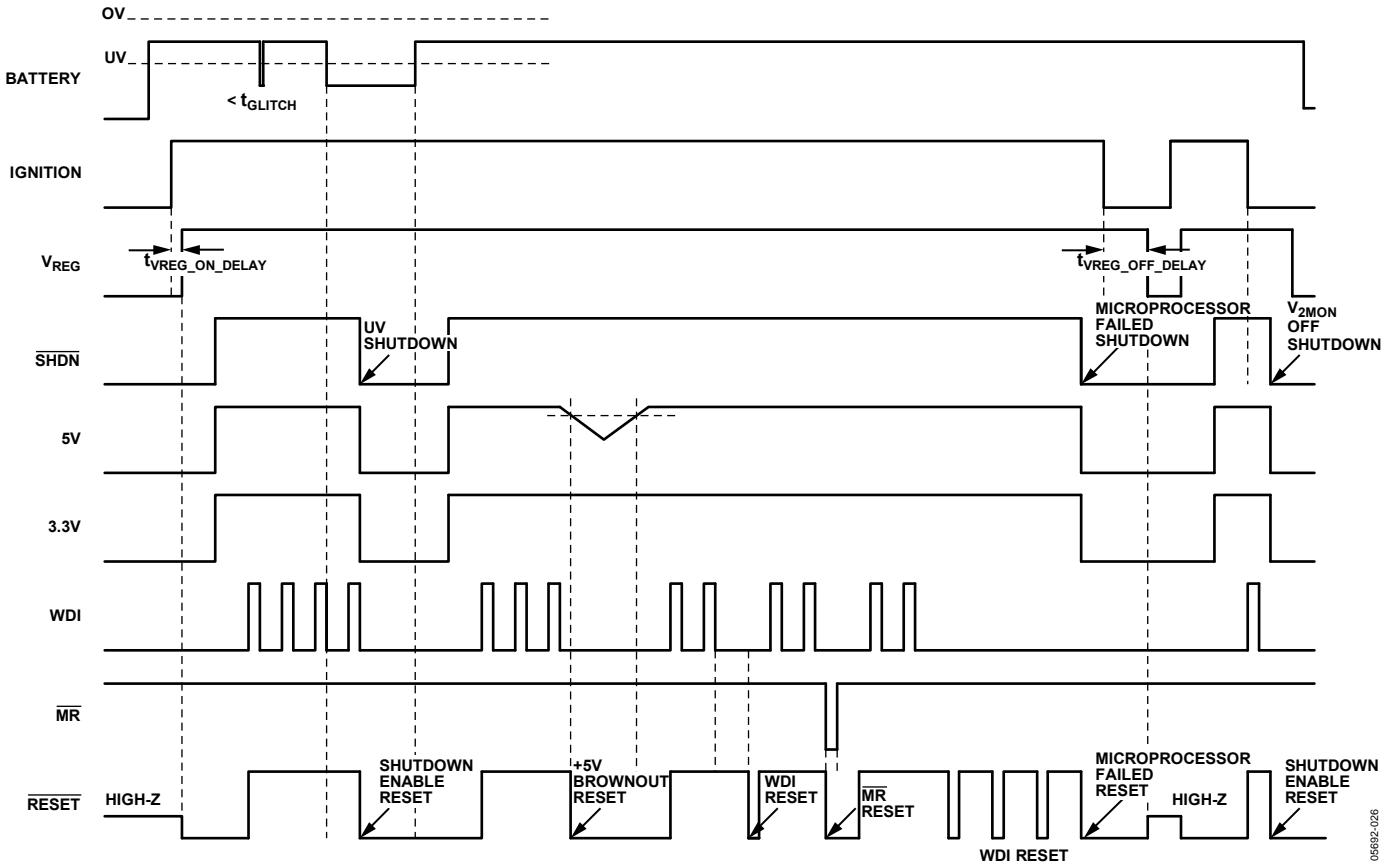 OV
UV
BATTERY
< tGLITCH
IGNITION
VREG
tVREG_ON_DELAY
tVREG_OFF_DELAY
SHDN
UV
SHUTDOWN
MICROPROCESSOR
FAILED
SHUTDOWN
V2MON
OFF
SHUTDOWN
5V
3.3V
WDI
MR
RESET
HIGH-Z
SHUTDOWN
ENABLE
RESET
+5V
BROWNOUT
RESET
WDI
RESET
MR
RESET
WDI RESET
MICROPROCESSOR
FAILED
RESET
HIGH-Z
SHUTDOWN
ENABLE
RESET
05692-026